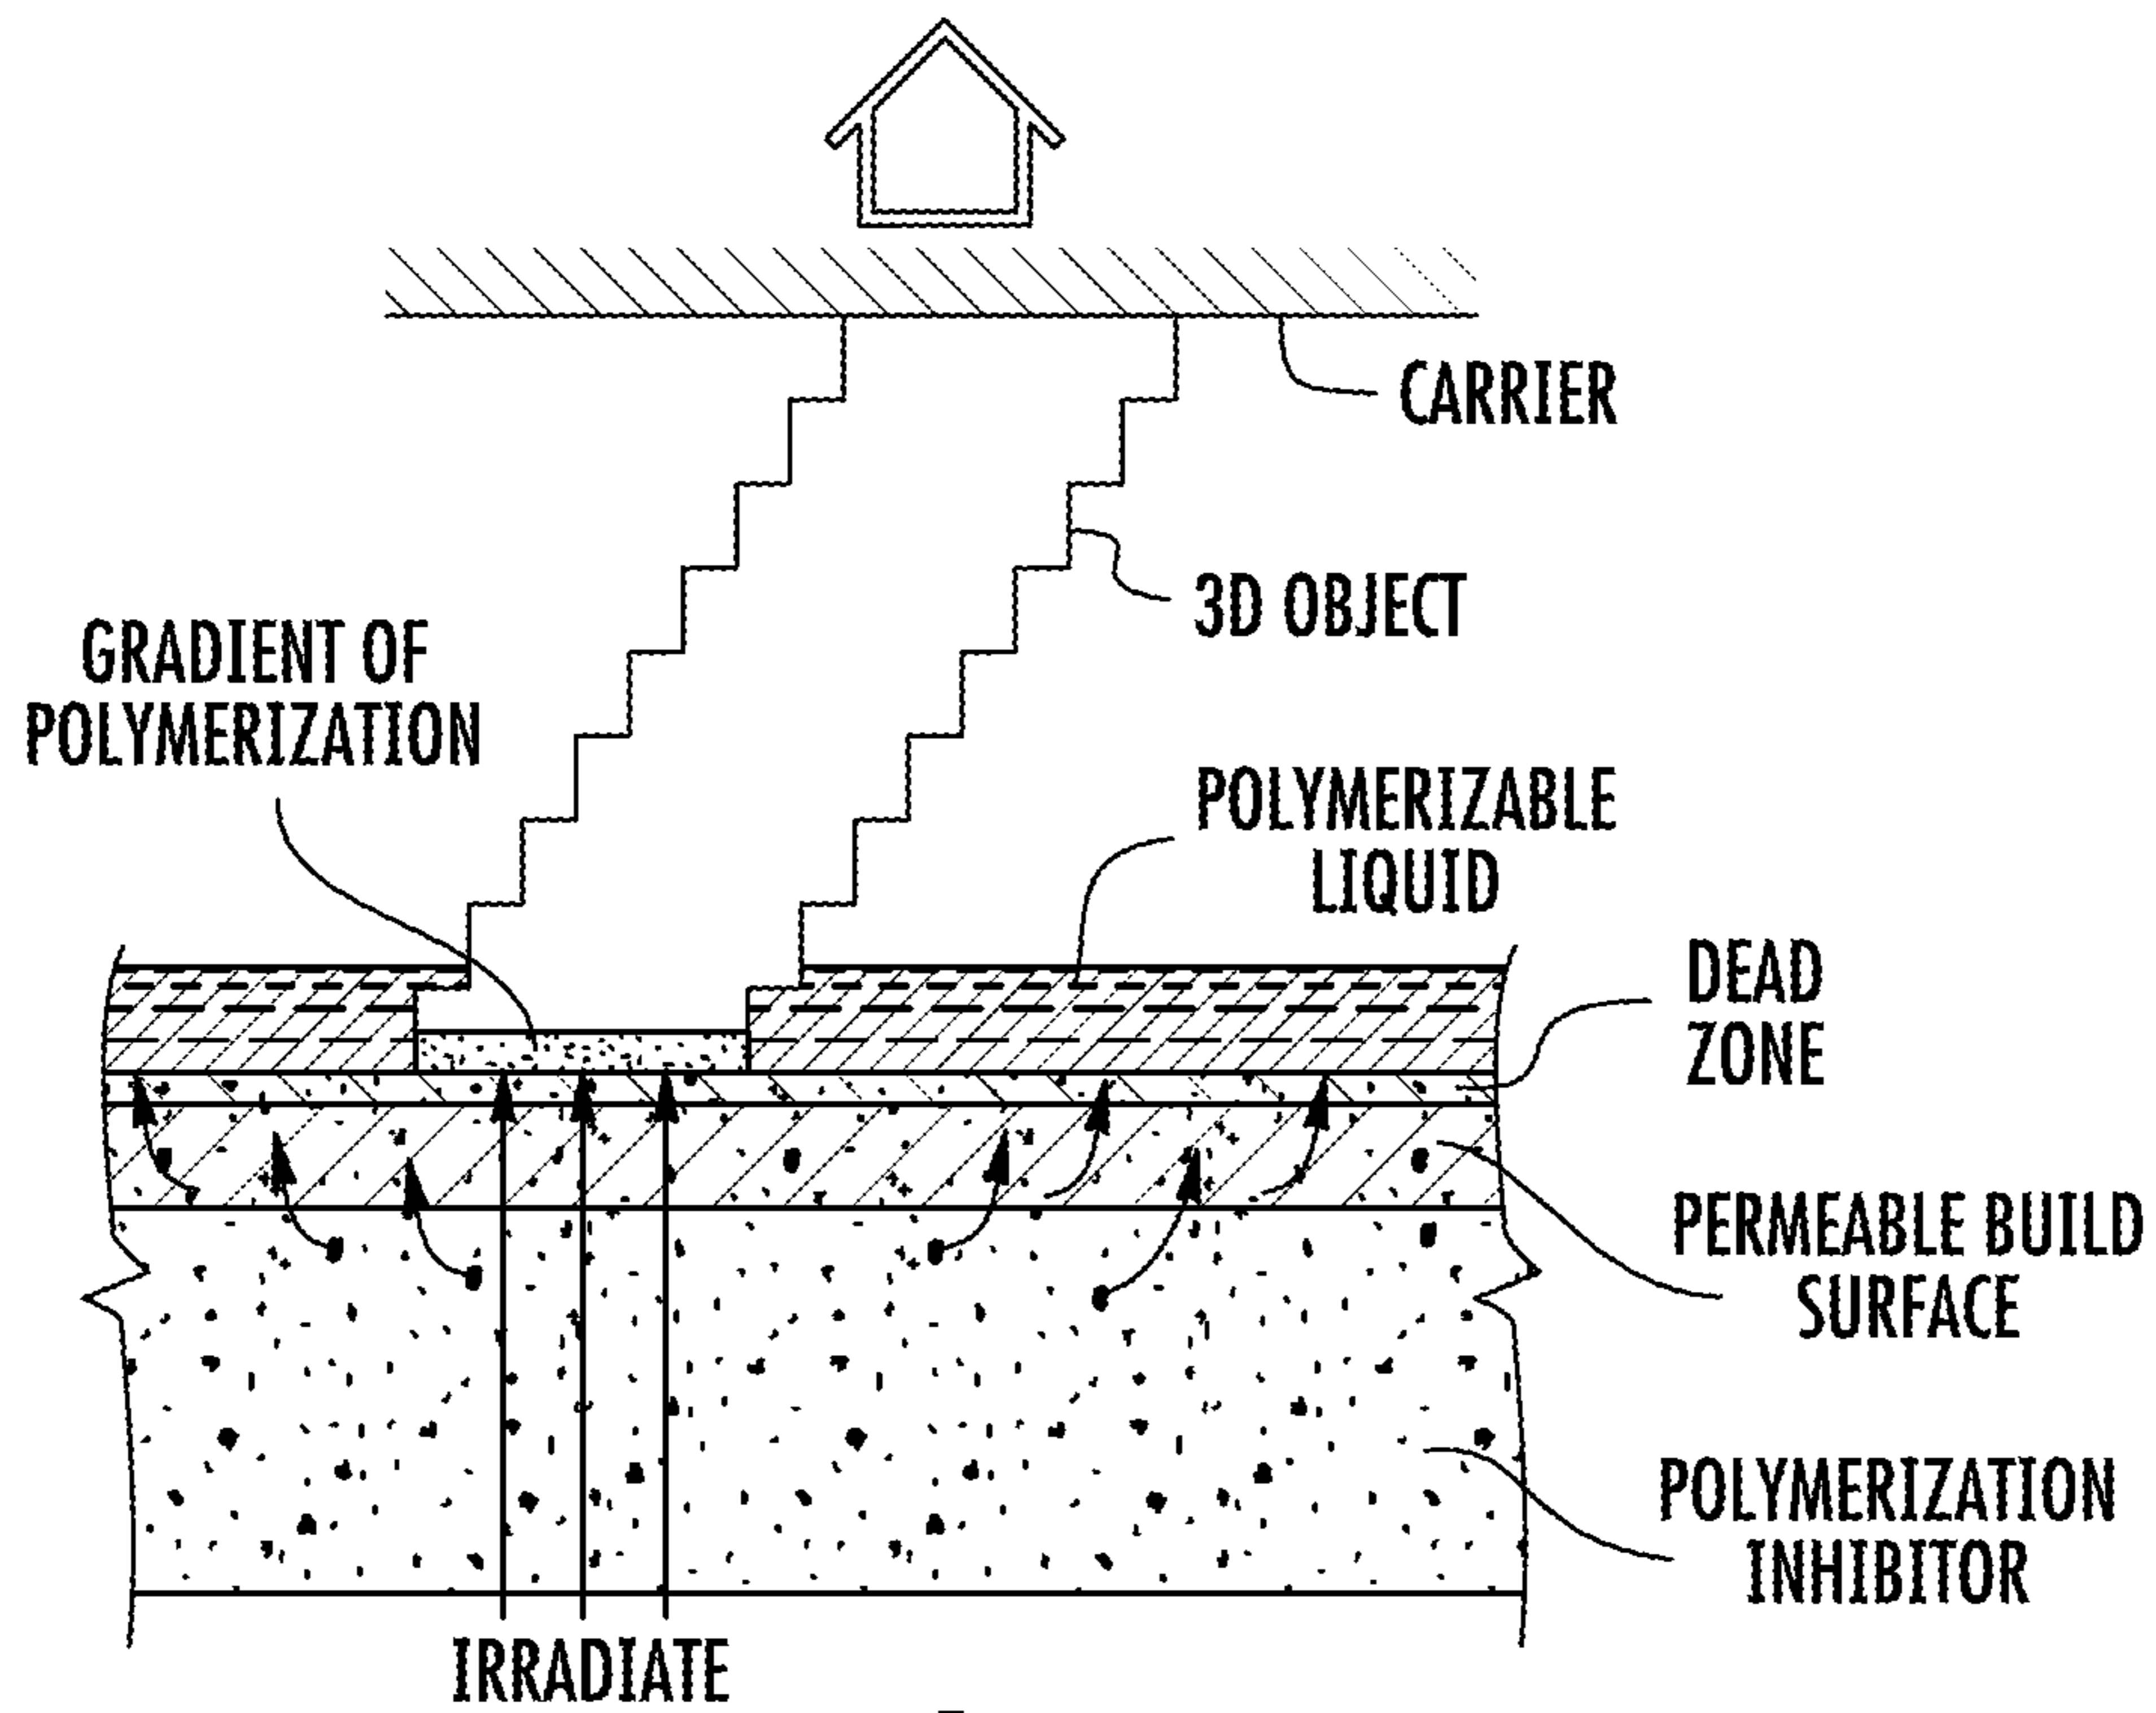 CARRIER
3D OBJECT
GRADIENT OF
POLYMERIZATION
POLYMERIZABLE
LIQUID
DEAD
ZONE
PERMEABLE BUILD
SURFACE
POLYMERIZATION
INHIBITOR
IRRADIATE